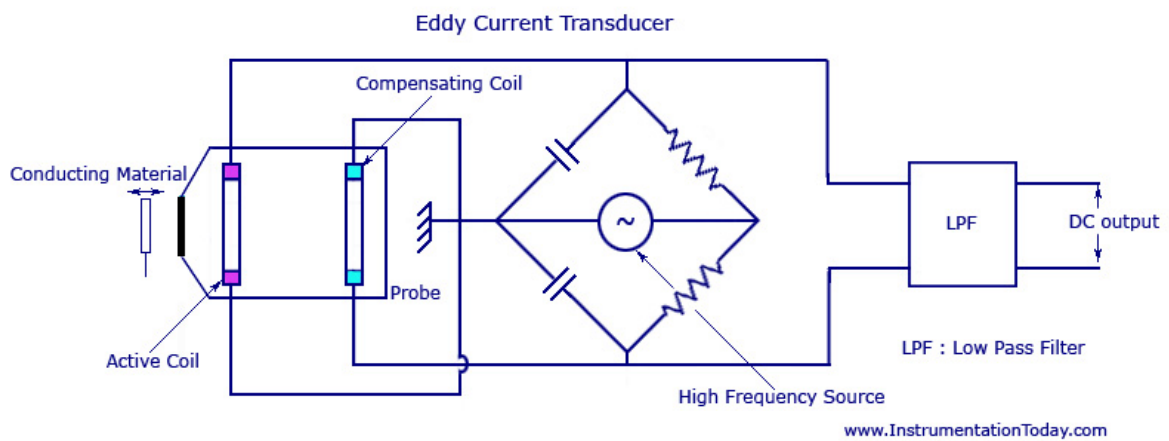 Eddy Current Transducer
Compensating Coil
Conducting Material
~
LPF
DC output
Probe
Active Coil
LPF : Low Pass Filter
High Frequency Source
www.InstrumentationToday.com